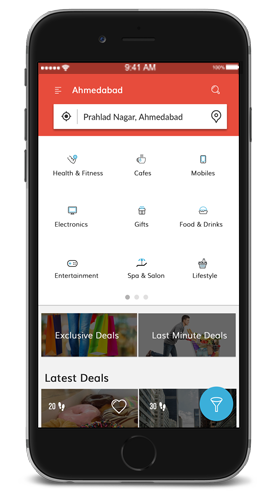 9:41 AM 100%
Ahmedabad
Prahlad Nagar, Ahmedabad
Health & Fitness Cafes Mobiles
Electronics Gifts Food & Drinks
Entertainment Spa & Salon Lifestyle
Exclusive Deals Last Minute Deals
Latest Deals
20 30